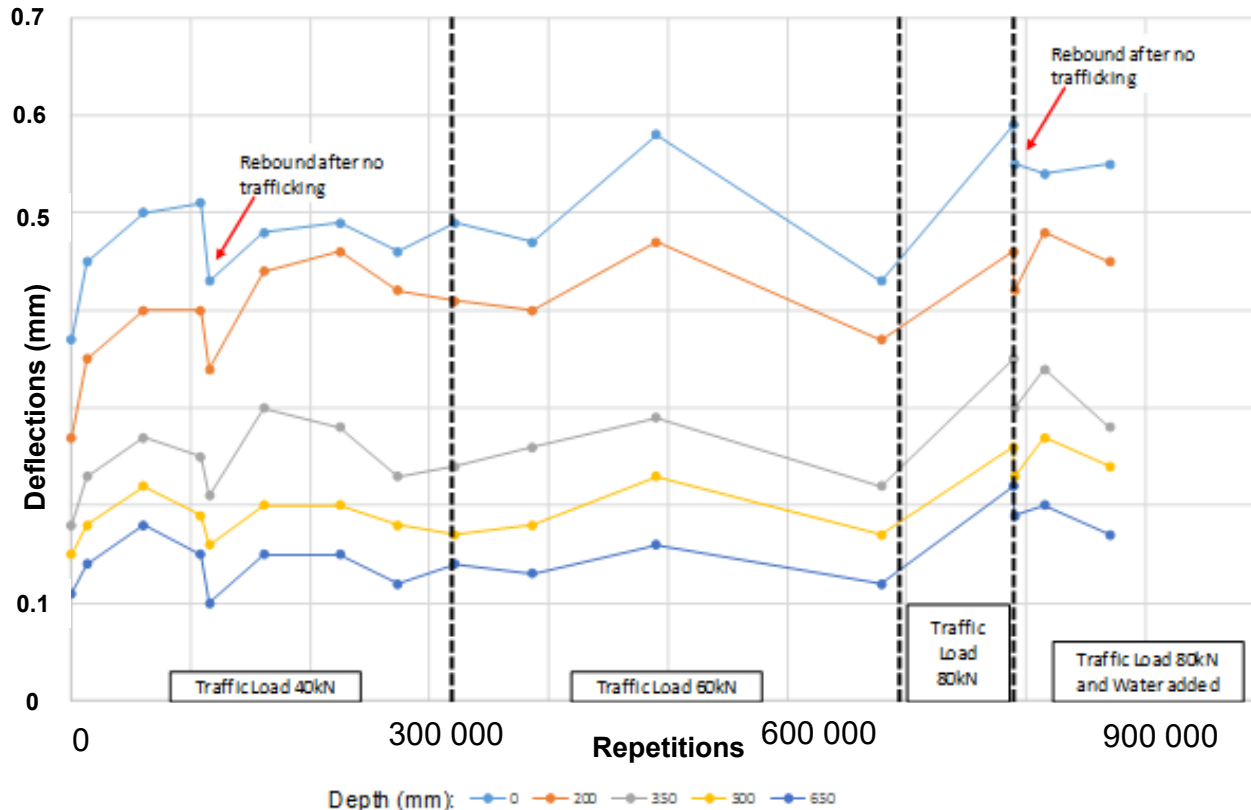 0.7
0.6
0.5
0.1
0
Deflections (mm)
Rebound after no
trafficking
Rebound after no
trafficking
Traffic Load 40kN
Traffic Load 60kN
Traffic
Load
80kN
Traffic Load 80kN
and Water added
0
300 000
600 000
900 000
Repetitions
Depth (mm): 0 200 350 500 650